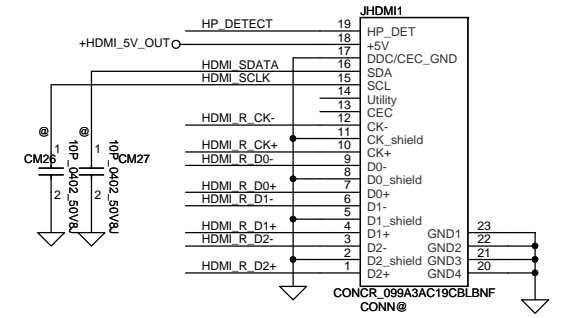 JHDMI1
HP_DETECT 19 HP_DET
+HDMI_5V_OUT 18 +5V
17 DDC/CEC_GND
HDMI_SDATA 16 SDA
HDMI_SCLK 15 SCL
14 Utility
13 CEC
HDMI_R_CK- 12 CK-
11 CK_shield
HDMI_R_CK+ 10 CK+
HDMI_R_D0- 9 D0-
8 D0_shield
HDMI_R_D0+ 7 D0+
HDMI_R_D1- 6 D1-
5 D1_shield
HDMI_R_D1+ 4 D1+ GND1 23
HDMI_R_D2- 3 D2- GND2 22
2 D2_shield GND3 21
HDMI_R_D2+ 1 D2+ GND4 20
CONCR_099A3AC19CBLBNF
CONN@
@ @
1 1
CM26 CM27
2 2
10P_0402_50V8J
10P_0402_50V8J